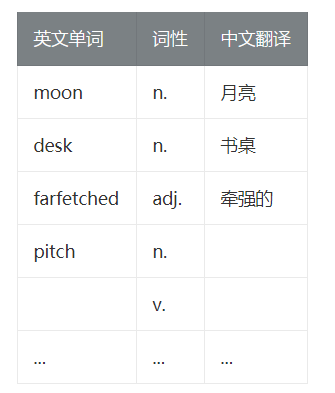 英文单词 词性 中文翻译
moon n. 月亮
desk n. 书桌
farfetched adj. 牵强的
pitch n.
v.
... ... ...